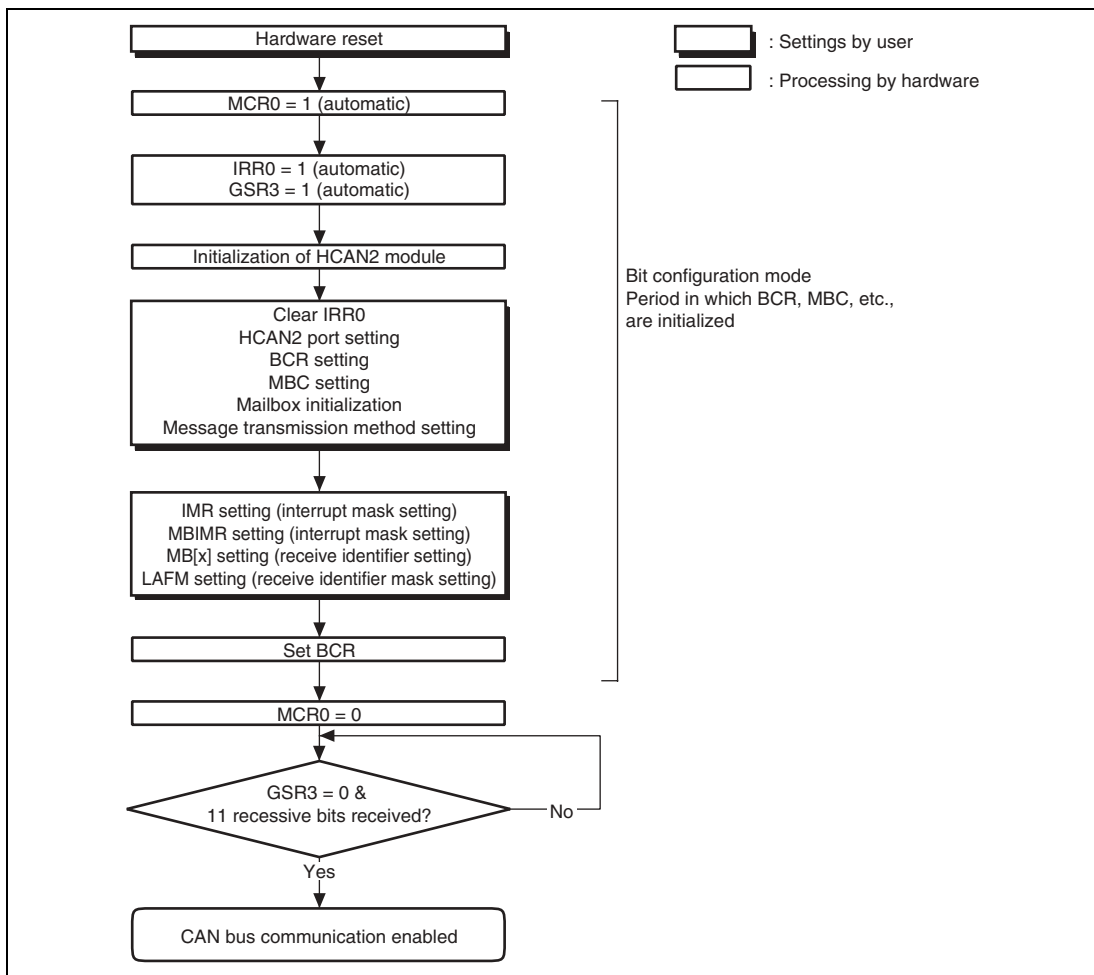 Hardware reset
: Settings by user
: Processing by hardware
MCR0 = 1 (automatic)
IRR0 = 1 (automatic)
GSR3 = 1 (automatic)
Initialization of HCAN2 module
Bit configuration mode
Period in which BCR, MBC, etc.,
are initialized
Clear IRR0
HCAN2 port setting
BCR setting
MBC setting
Mailbox initialization
Message transmission method setting
IMR setting (interrupt mask setting)
MBIMR setting (interrupt mask setting)
MB[x] setting (receive identifier setting)
LAFM setting (receive identifier mask setting)
Set BCR
MCR0 = 0
GSR3 = 0 &
11 recessive bits received?
No
Yes
CAN bus communication enabled